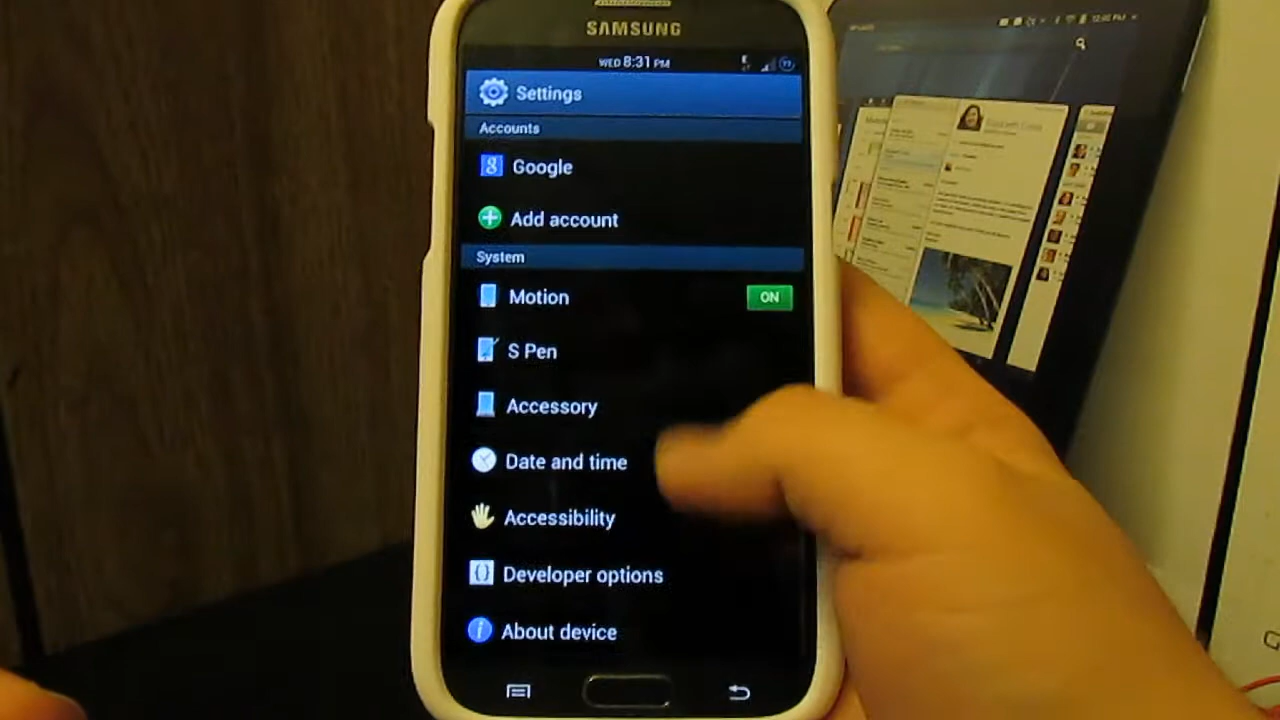 SAMSUNG
WED 8:31 PM
Settings
Accounts
Google
Add account
System
Motion
ON
S Pen
Accessory
Date and time
Accessibility
Developer options
About device